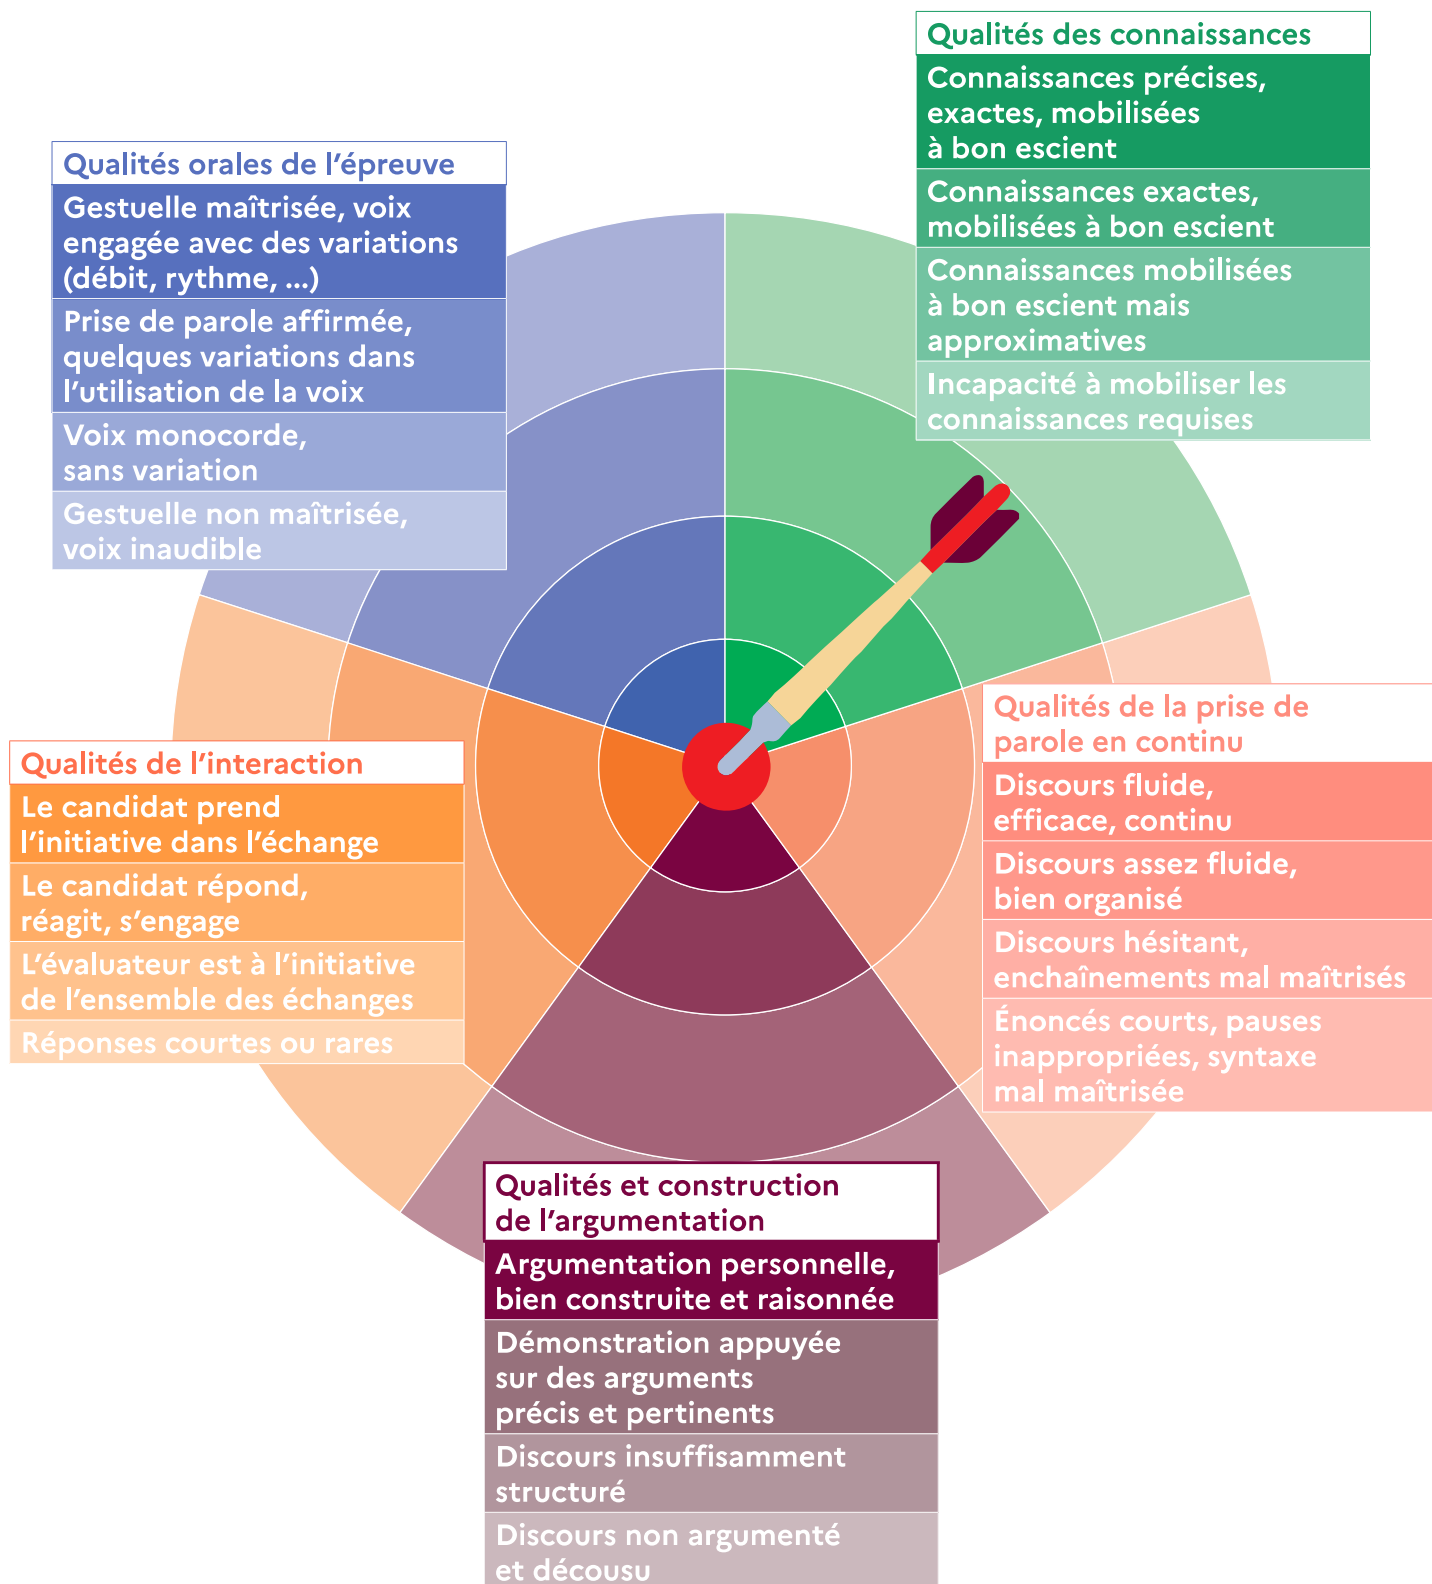 Qualités des connaissances
Connaissances précises,
exactes, mobilisées
à bon escient
Connaissances exactes,
mobilisées à bon escient
Connaissances mobilisées
à bon escient mais
approximatives
Incapacité à mobiliser les
connaissances requises
Qualités orales de l’épreuve
Gestuelle maîtrisée, voix
engagée avec des variations
(débit, rythme, ...)
Prise de parole affirmée,
quelques variations dans
l’utilisation de la voix
Voix monocorde,
sans variation
Gestuelle non maîtrisée,
voix inaudible
Qualités de la prise de
parole en continu
Discours fluide,
efficace, continu
Discours assez fluide,
bien organisé
Discours hésitant,
enchaînements mal maîtrisés
Énoncés courts, pauses
inappropriées, syntaxe
mal maîtrisée
Qualités de l’interaction
Le candidat prend
l’initiative dans l’échange
Le candidat répond,
réagit, s’engage
L’évaluateur est à l’initiative
de l’ensemble des échanges
Réponses courtes ou rares
Qualités et construction
de l’argumentation
Argumentation personnelle,
bien construite et raisonnée
Démonstration appuyée
sur des arguments
précis et pertinents
Discours insuffisamment
structuré
Discours non argumenté
et décousu